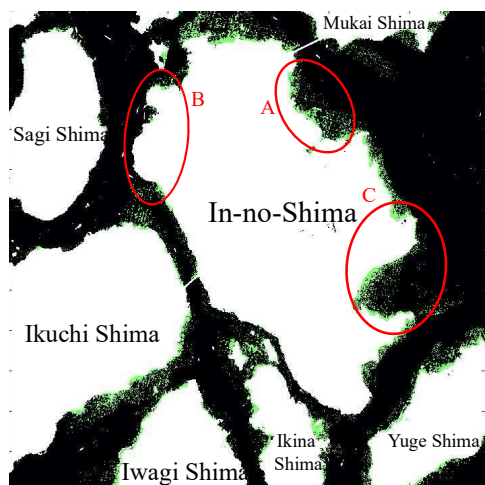 Mukai Shima
A
B
Sagi Shima
C
In-no-Shima
Ikuchi Shima
Ikina
Shima
Yuge Shima
Iwagi Shima